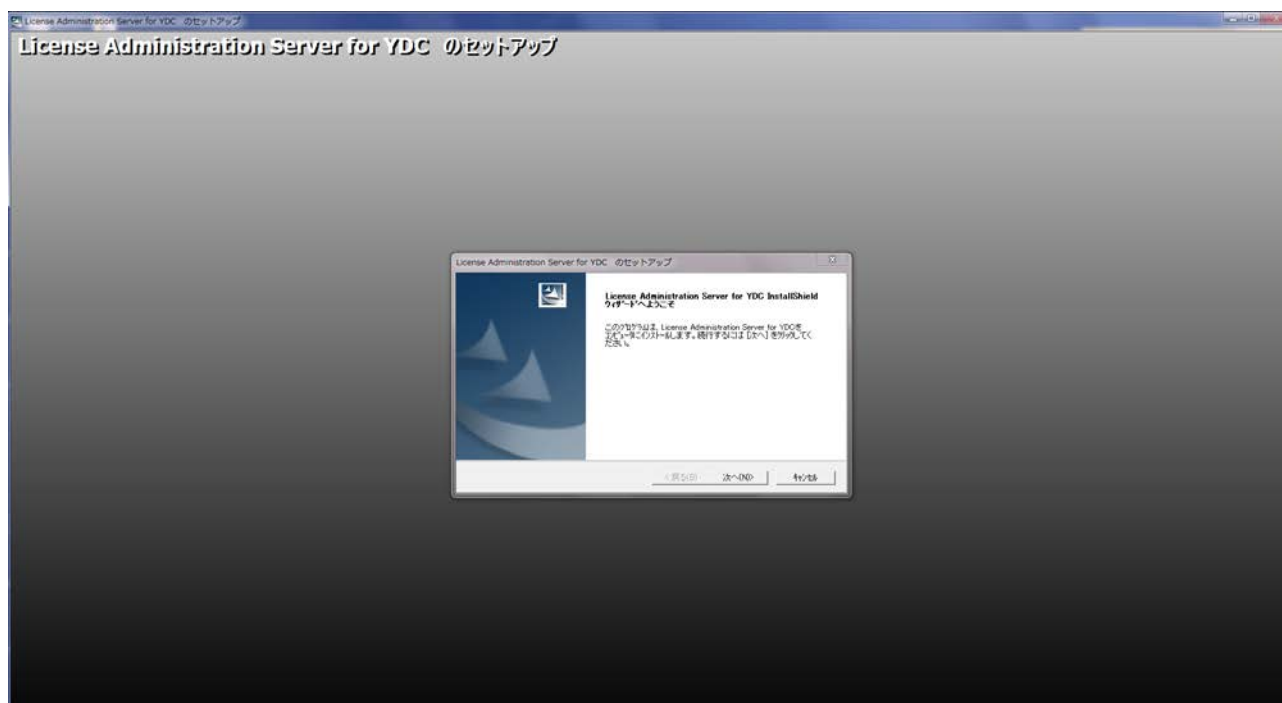 License Administration Server for YDC のセットアップ
License Administration Server for YDC のセットアップ
License Administration Server for YDC のセットアップ
License Administration Server for YDC InstallShield
ウィザードへようこそ
このプログラムは、License Administration Server for YDCを
コンピュータにインストールします。続行するには [次へ] をクリックしてく
ださい。
< 戻る(B)
次へ(N)>
キャンセル